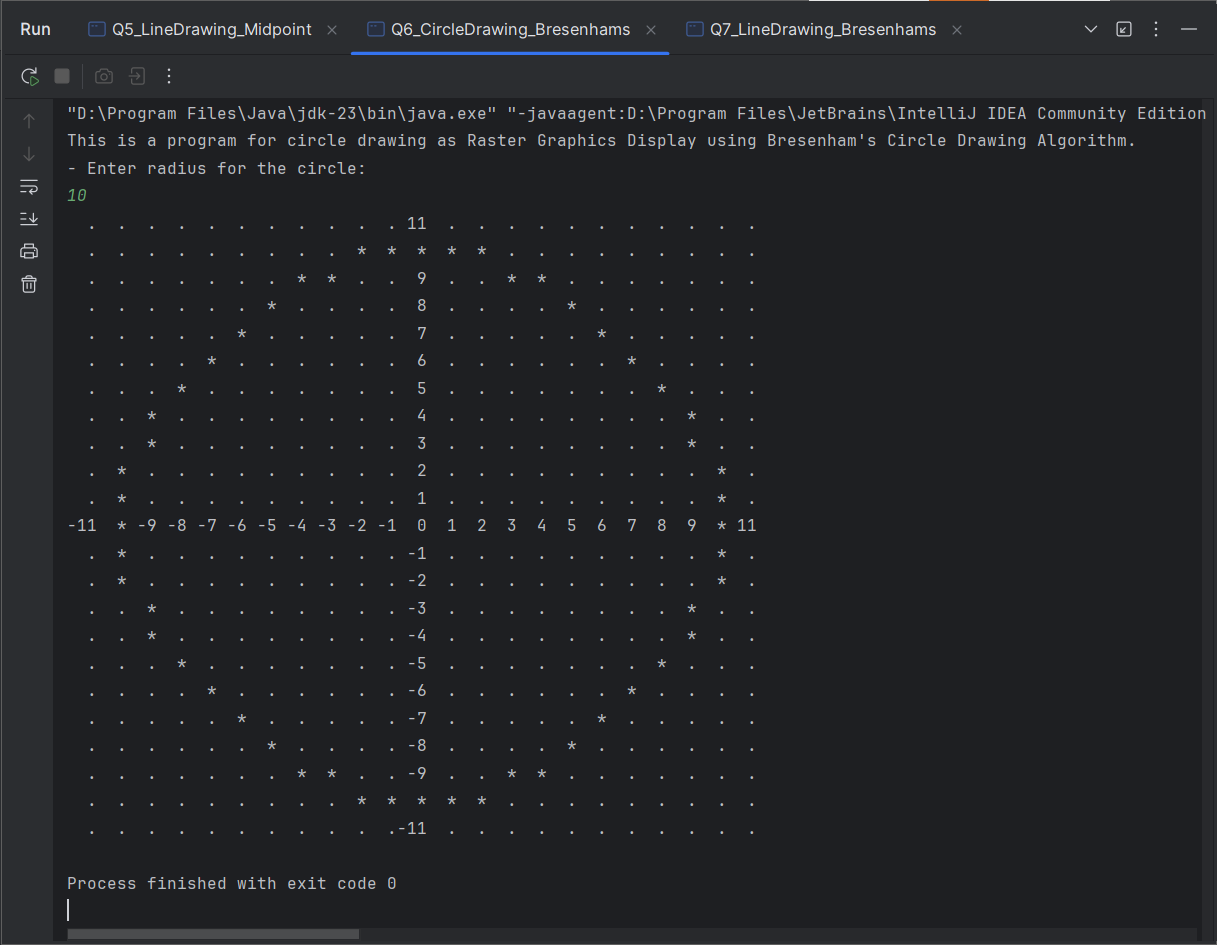 Run Q5_LineDrawing_Midpoint Q6_CircleDrawing_Bresenhams Q7_LineDrawing_Bresenhams
"D:\Program Files\Java\jdk-23\bin\java.exe" "-javaagent:D:\Program Files\JetBrains\IntelliJ IDEA Community Edition
This is a program for circle drawing as Raster Graphics Display using Bresenham's Circle Drawing Algorithm.
- Enter radius for the circle:
10
. . . . . . . . . . . 11 . . . . . . . . . . .
. . . . . . . . . * * * * * . . . . . . . . .
. . . . . . . * * . . 9 . . * * . . . . . . .
. . . . . . * . . . . 8 . . . . * . . . . . .
. . . . . * . . . . . 7 . . . . . * . . . . .
. . . . * . . . . . . 6 . . . . . . * . . . .
. . . * . . . . . . . 5 . . . . . . . * . . .
. . * . . . . . . . . 4 . . . . . . . . * . .
. . * . . . . . . . . 3 . . . . . . . . * . .
. * . . . . . . . . . 2 . . . . . . . . . * .
. * . . . . . . . . . 1 . . . . . . . . . * .
-11 * -9 -8 -7 -6 -5 -4 -3 -2 -1 0 1 2 3 4 5 6 7 8 9 * 11
. * . . . . . . . . . -1 . . . . . . . . . * .
. * . . . . . . . . . -2 . . . . . . . . . * .
. . * . . . . . . . . -3 . . . . . . . . * . .
. . * . . . . . . . . -4 . . . . . . . . * . .
. . . * . . . . . . . -5 . . . . . . . * . . .
. . . . * . . . . . . -6 . . . . . . * . . . .
. . . . . * . . . . . -7 . . . . . * . . . . .
. . . . . . * . . . . -8 . . . . * . . . . . .
. . . . . . . * * . . -9 . . * * . . . . . . .
. . . . . . . . . * * * * * . . . . . . . . .
. . . . . . . . . . .-11 . . . . . . . . . . .
Process finished with exit code 0